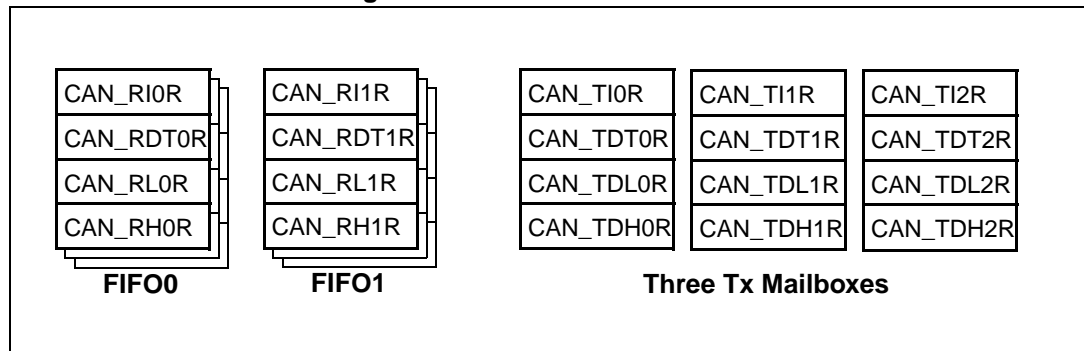 CAN_RI0R CAN_RI1R CAN_TI0R CAN_TI1R CAN_TI2R
CAN_RDT0R CAN_RDT1R CAN_TDT0R CAN_TDT1R CAN_TDT2R
CAN_RL0R CAN_RL1R CAN_TDL0R CAN_TDL1R CAN_TDL2R
CAN_RH0R CAN_RH1R CAN_TDH0R CAN_TDH1R CAN_TDH2R
FIFO0 FIFO1 Three Tx Mailboxes